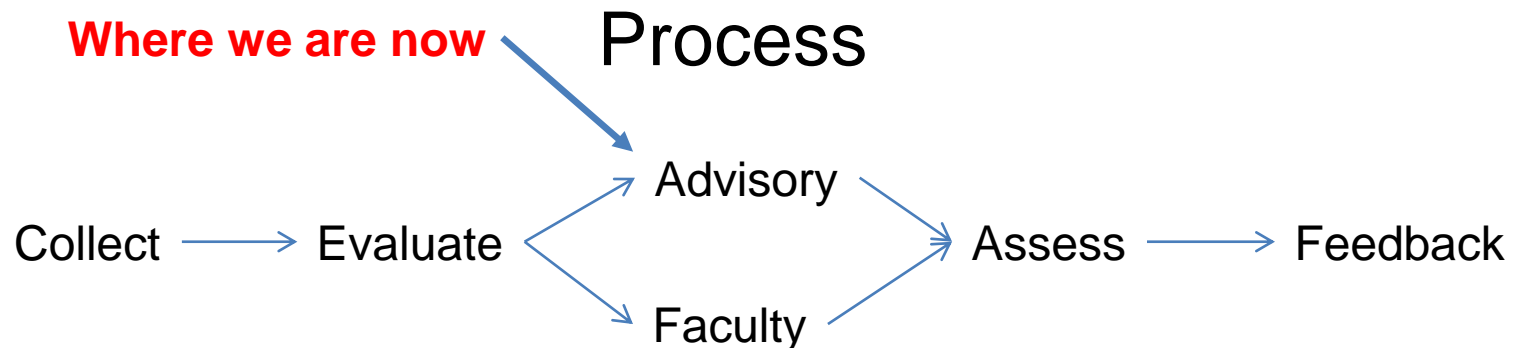 Process
Where we are now
Advisory
Collect
Evaluate
Assess
Feedback
Faculty